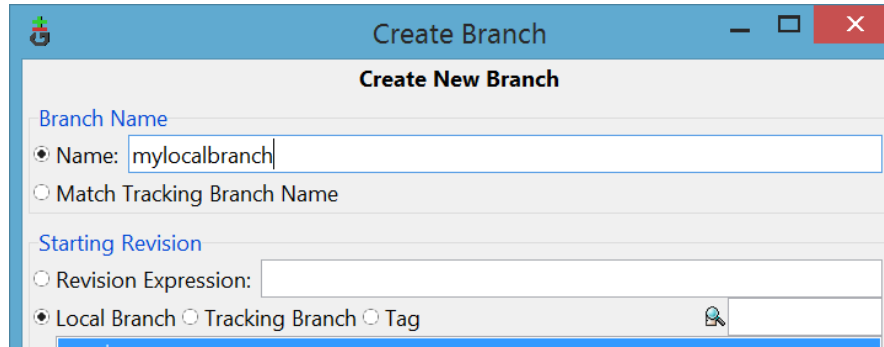 Create Branch
Create New Branch
Branch Name
Name: mylocalbranch
Match Tracking Branch Name
Starting Revision
Revision Expression:
Local Branch Tracking Branch Tag